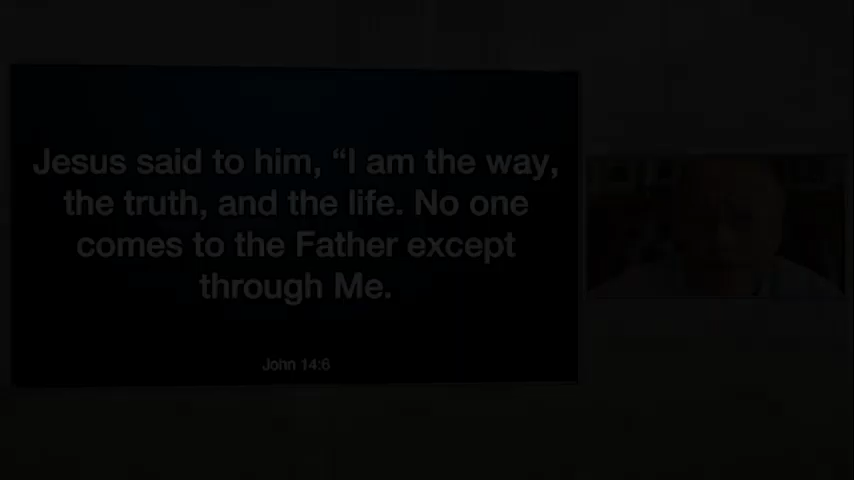 Jesus said to him, “I am the way,
the truth, and the life. No one
comes to the Father except
through Me.
John 14:6